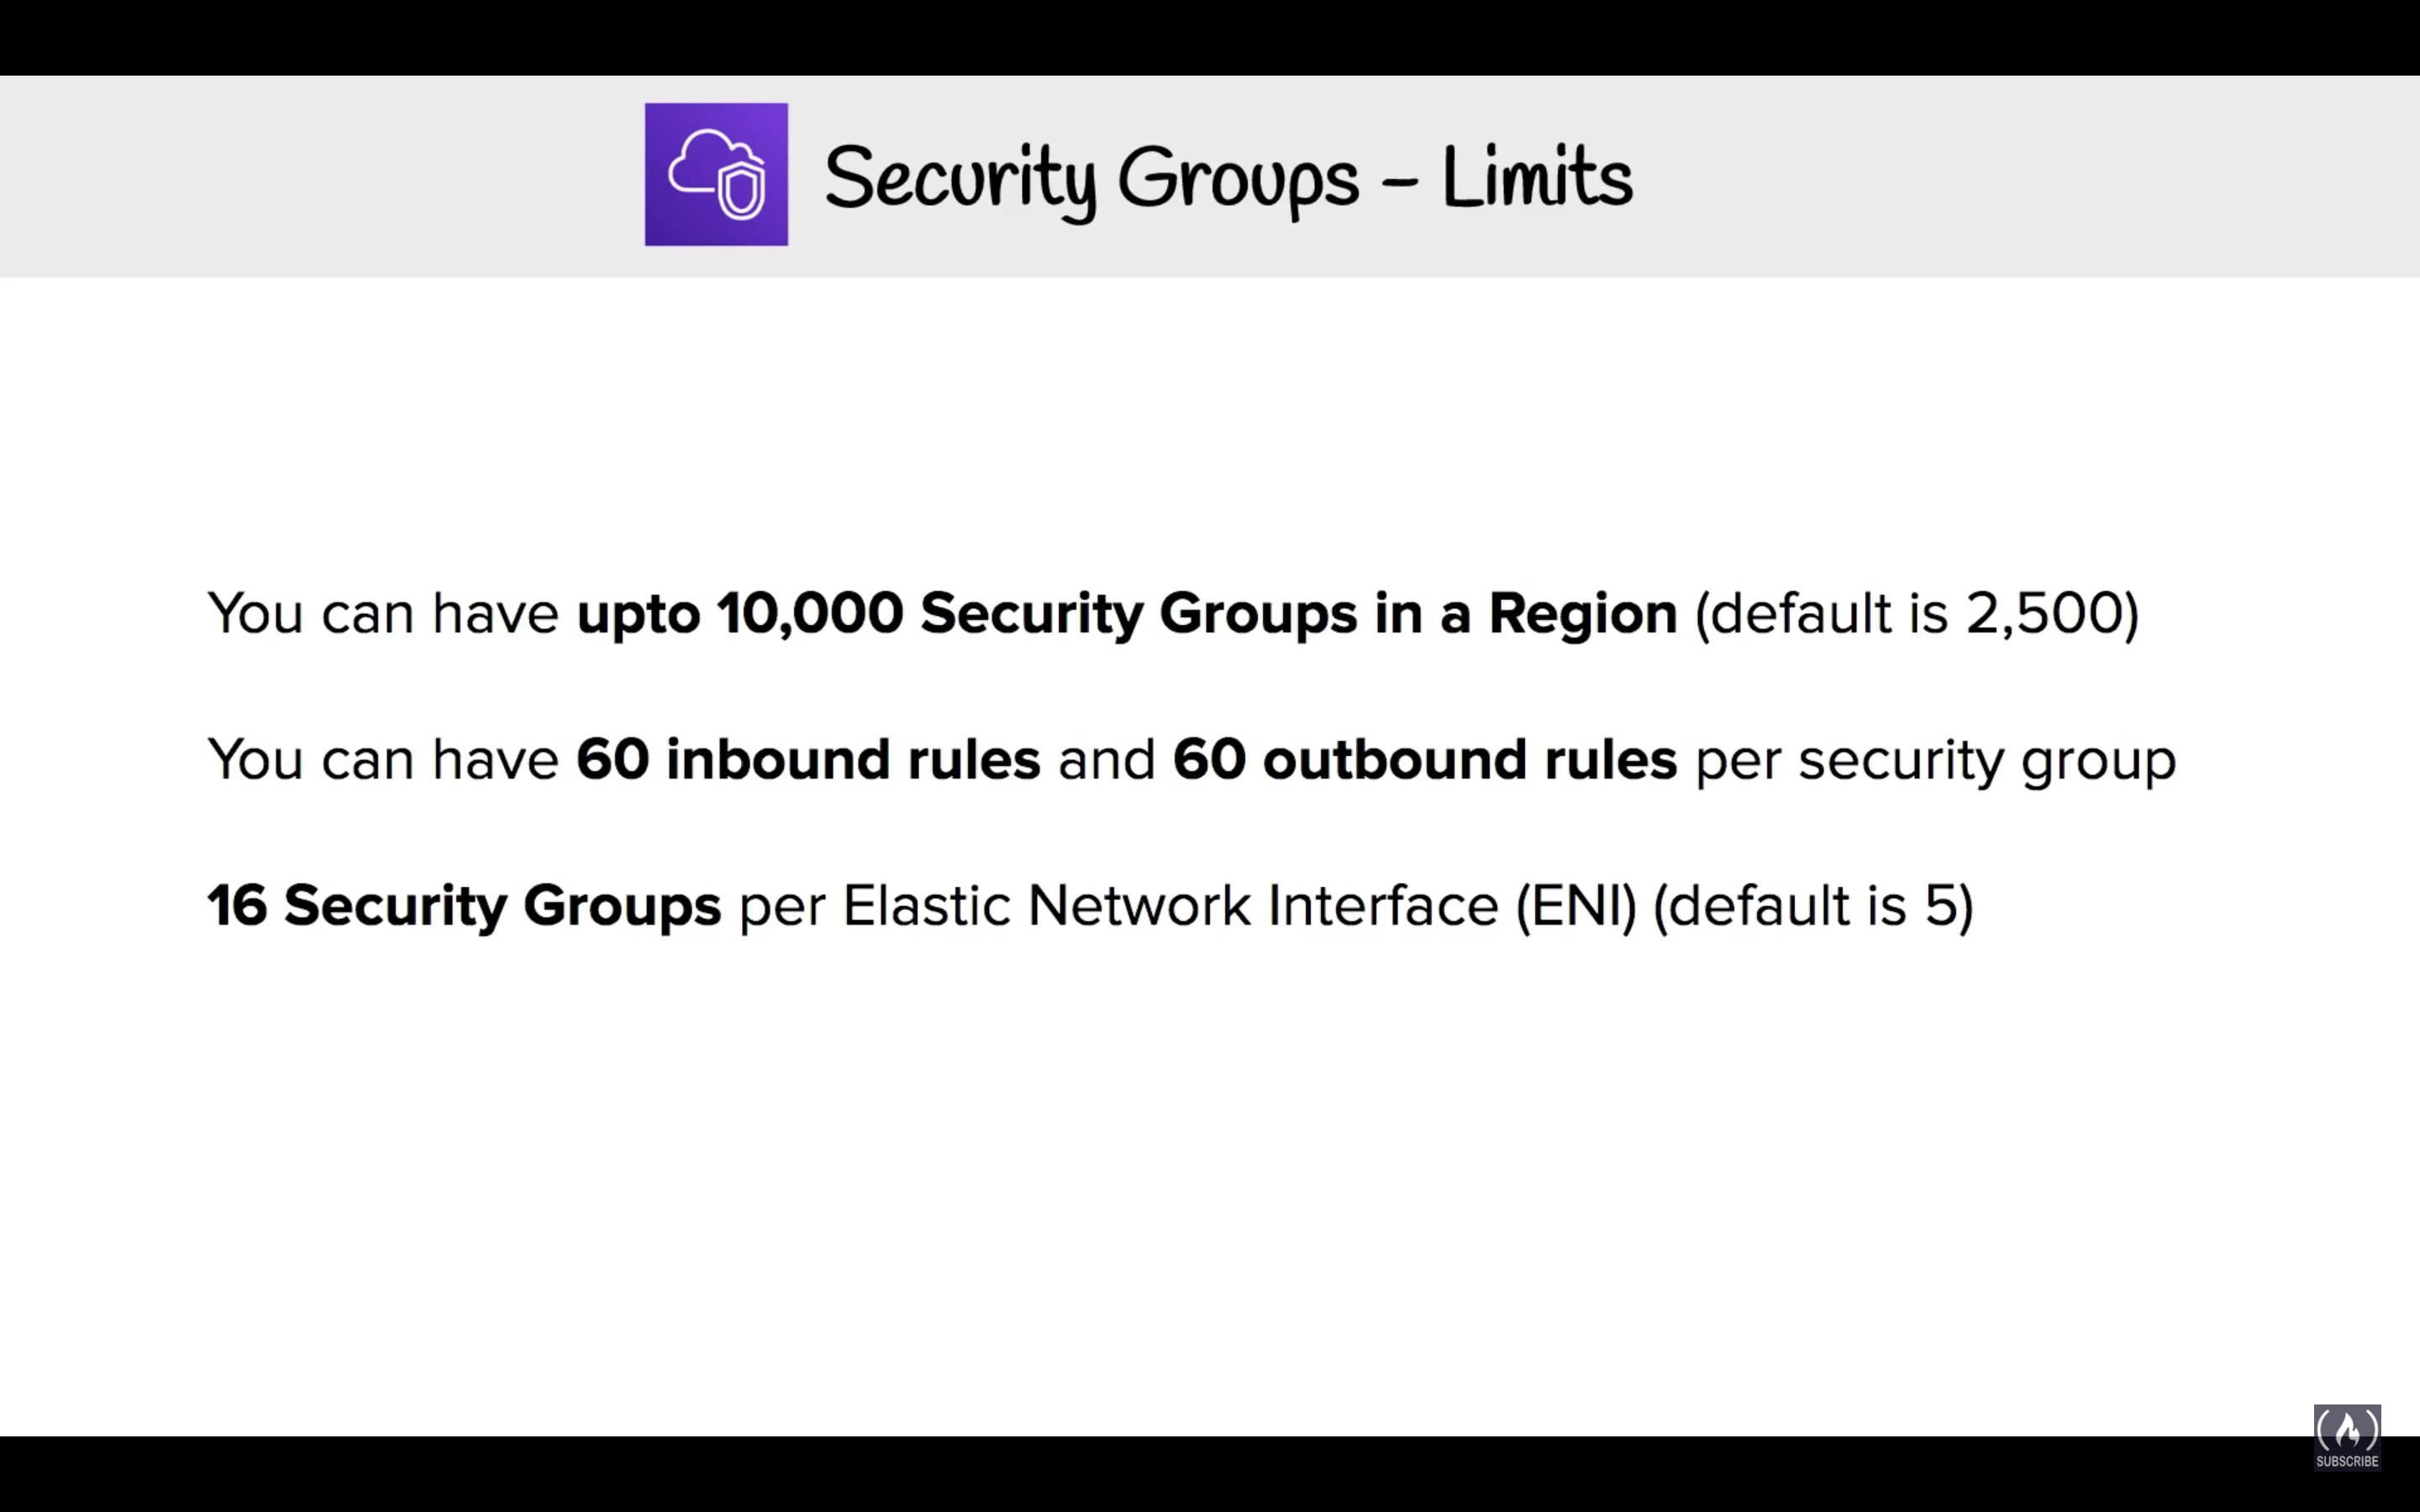 Security Groups – Limits
You can have upto 10,000 Security Groups in a Region (default is 2,500)
You can have 60 inbound rules and 60 outbound rules per security group
16 Security Groups per Elastic Network Interface (ENI) (default is 5)
SUBSCRIBE